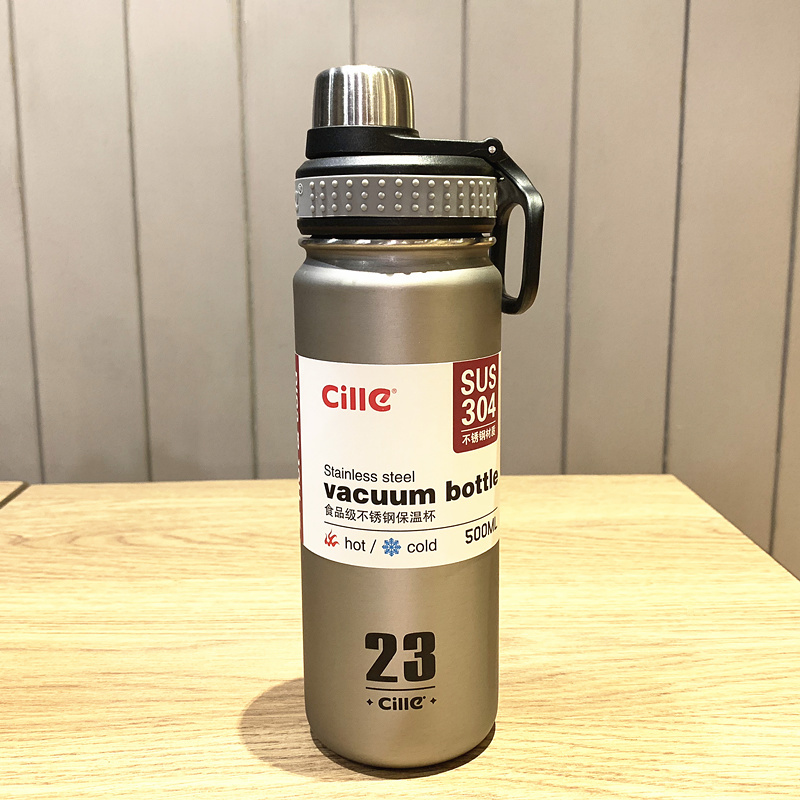 Cille®
SUS
304
不锈钢材质
Stainless steel
vacuum bottle
食品级不锈钢保温杯
hot / cold
500ML
23
Cille